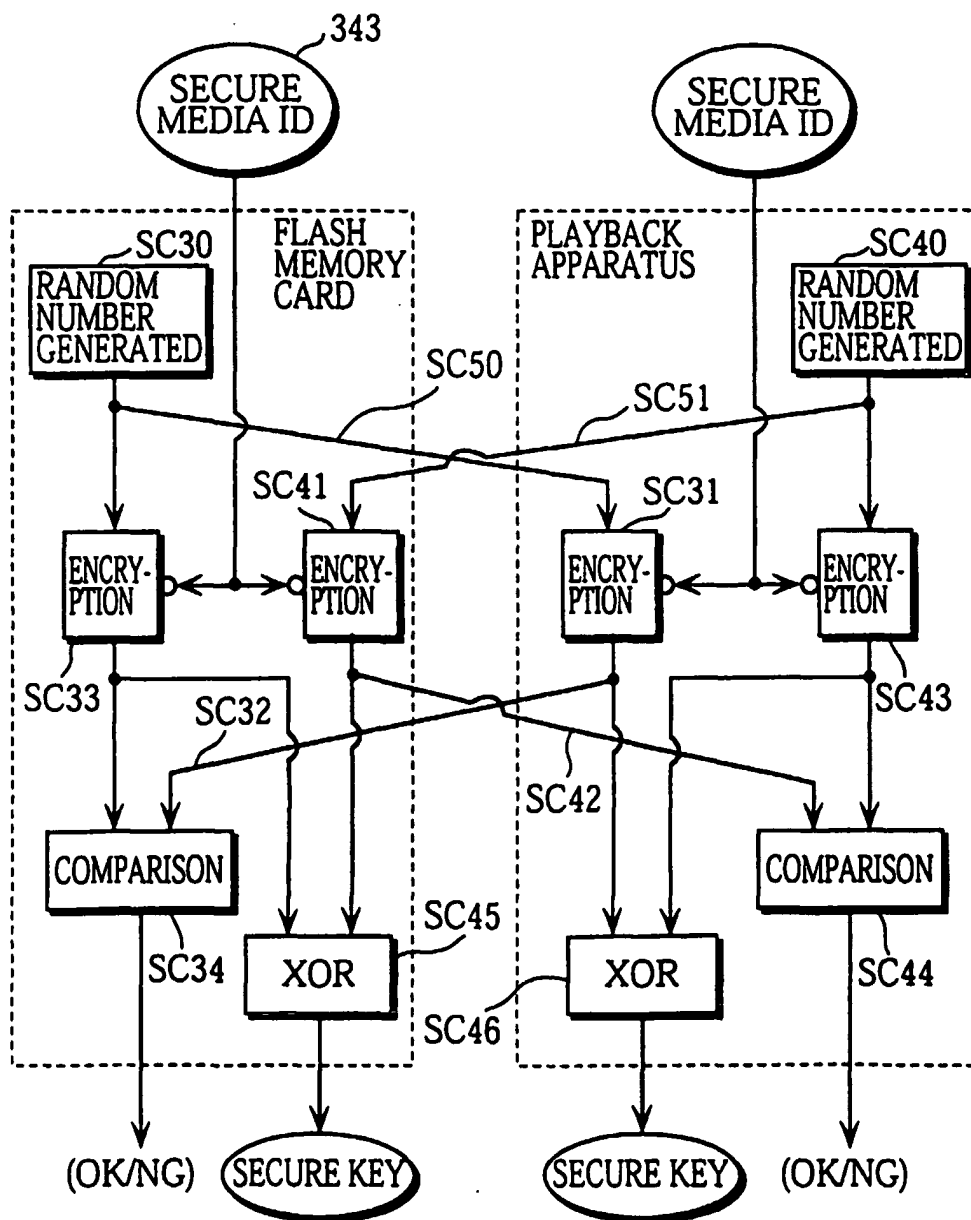 343
SECURE
MEDIA ID
SECURE
MEDIA ID
SC30
RANDOM
NUMBER
GENERATED
FLASH
MEMORY
CARD
PLAYBACK
APPARATUS
SC40
RANDOM
NUMBER
GENERATED
SC50
SC51
SC41
SC31
ENCRY-
PTION
ENCRY-
PTION
ENCRY-
PTION
ENCRY-
PTION
SC33
SC32
SC43
SC42
COMPARISON
COMPARISON
SC34
SC45
XOR
XOR
SC44
SC46
(OK/NG)
SECURE KEY
SECURE KEY
(OK/NG)